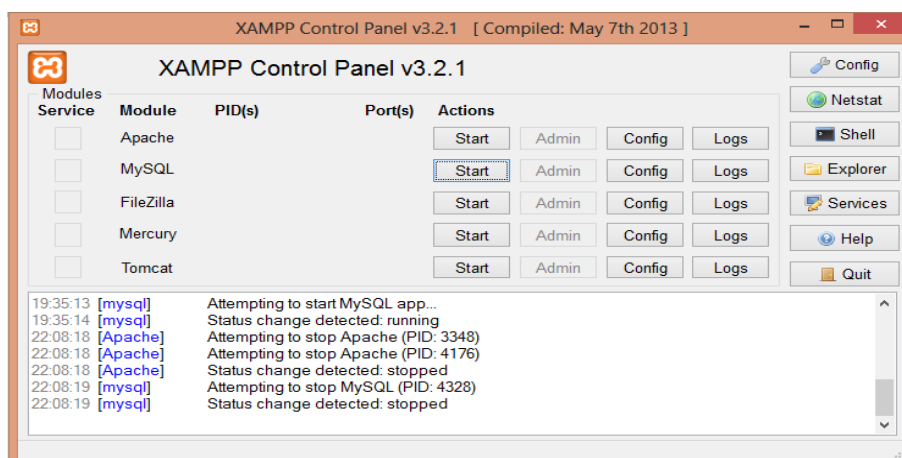 XAMPP Control Panel v3.2.1 [ Compiled: May 7th 2013 ]
XAMPP Control Panel v3.2.1
Config
Modules
Netstat
Service Module PID(s) Port(s) Actions
Apache Start Admin Config Logs
Shell
MySQL Start Admin Config Logs
Explorer
FileZilla Start Admin Config Logs
Services
Mercury Start Admin Config Logs
Help
Tomcat Start Admin Config Logs
Quit
19:35:13 [mysql] Attempting to start MySQL app...
19:35:14 [mysql] Status change detected: running
22:08:18 [Apache] Attempting to stop Apache (PID: 3348)
22:08:18 [Apache] Attempting to stop Apache (PID: 4176)
22:08:18 [Apache] Status change detected: stopped
22:08:19 [mysql] Attempting to stop MySQL (PID: 4328)
22:08:19 [mysql] Status change detected: stopped